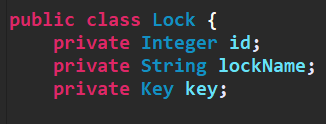 public class Lock {
    private Integer id;
    private String lockName;
    private Key key;